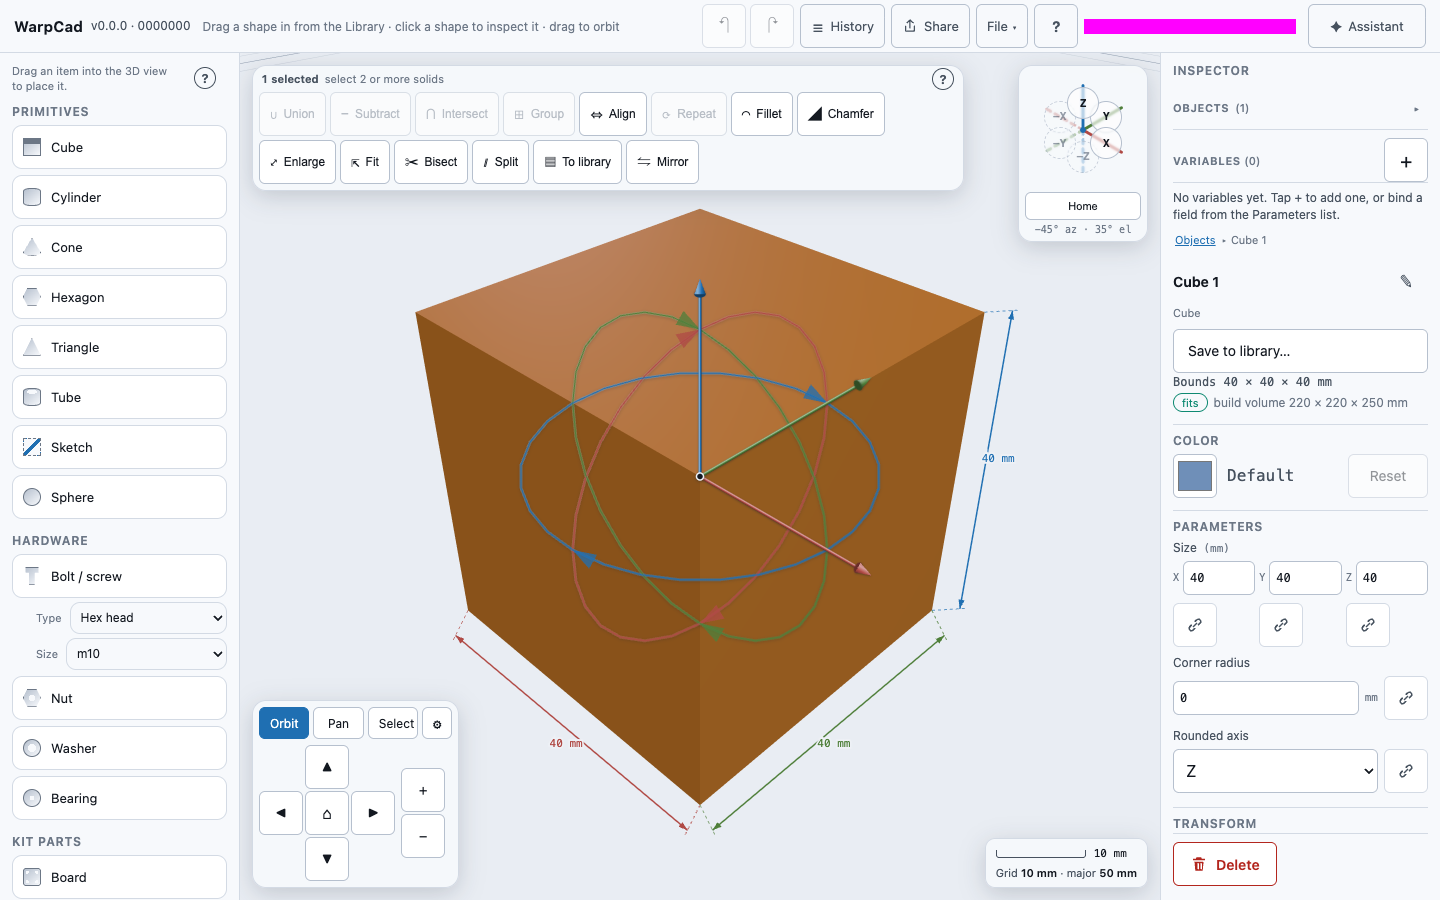 WarpCad v0.0.0 · 0000000 Drag a shape in from the Library · click a shape to inspect it · drag to orbit
History
Share
File
?
Assistant
Drag an item into the 3D view
to place it.
?
PRIMITIVES
Cube
Cylinder
Cone
Hexagon
Triangle
Tube
Sketch
Sphere
HARDWARE
Bolt / screw
Type Hex head
Size m10
Nut
Washer
Bearing
KIT PARTS
Board
1 selected select 2 or more solids
?
Union
Subtract
Intersect
Group
Align
Repeat
Fillet
Chamfer
Enlarge
Fit
Bisect
Split
To library
Mirror
Z
−X
Y
−Y
X
−Z
Home
−45° az · 35° el
40 mm
40 mm
40 mm
Orbit
Pan
Select
+
−
10 mm
Grid 10 mm · major 50 mm
INSPECTOR
OBJECTS (1)
VARIABLES (0)
+
No variables yet. Tap + to add one, or bind a
field from the Parameters list.
Objects ▸ Cube 1
Cube 1
Cube
Save to library...
Bounds 40 × 40 × 40 mm
fits build volume 220 × 220 × 250 mm
COLOR
Default
Reset
PARAMETERS
Size (mm)
X 40 Y 40 Z 40
Corner radius
0 mm
Rounded axis
Z
TRANSFORM
Delete